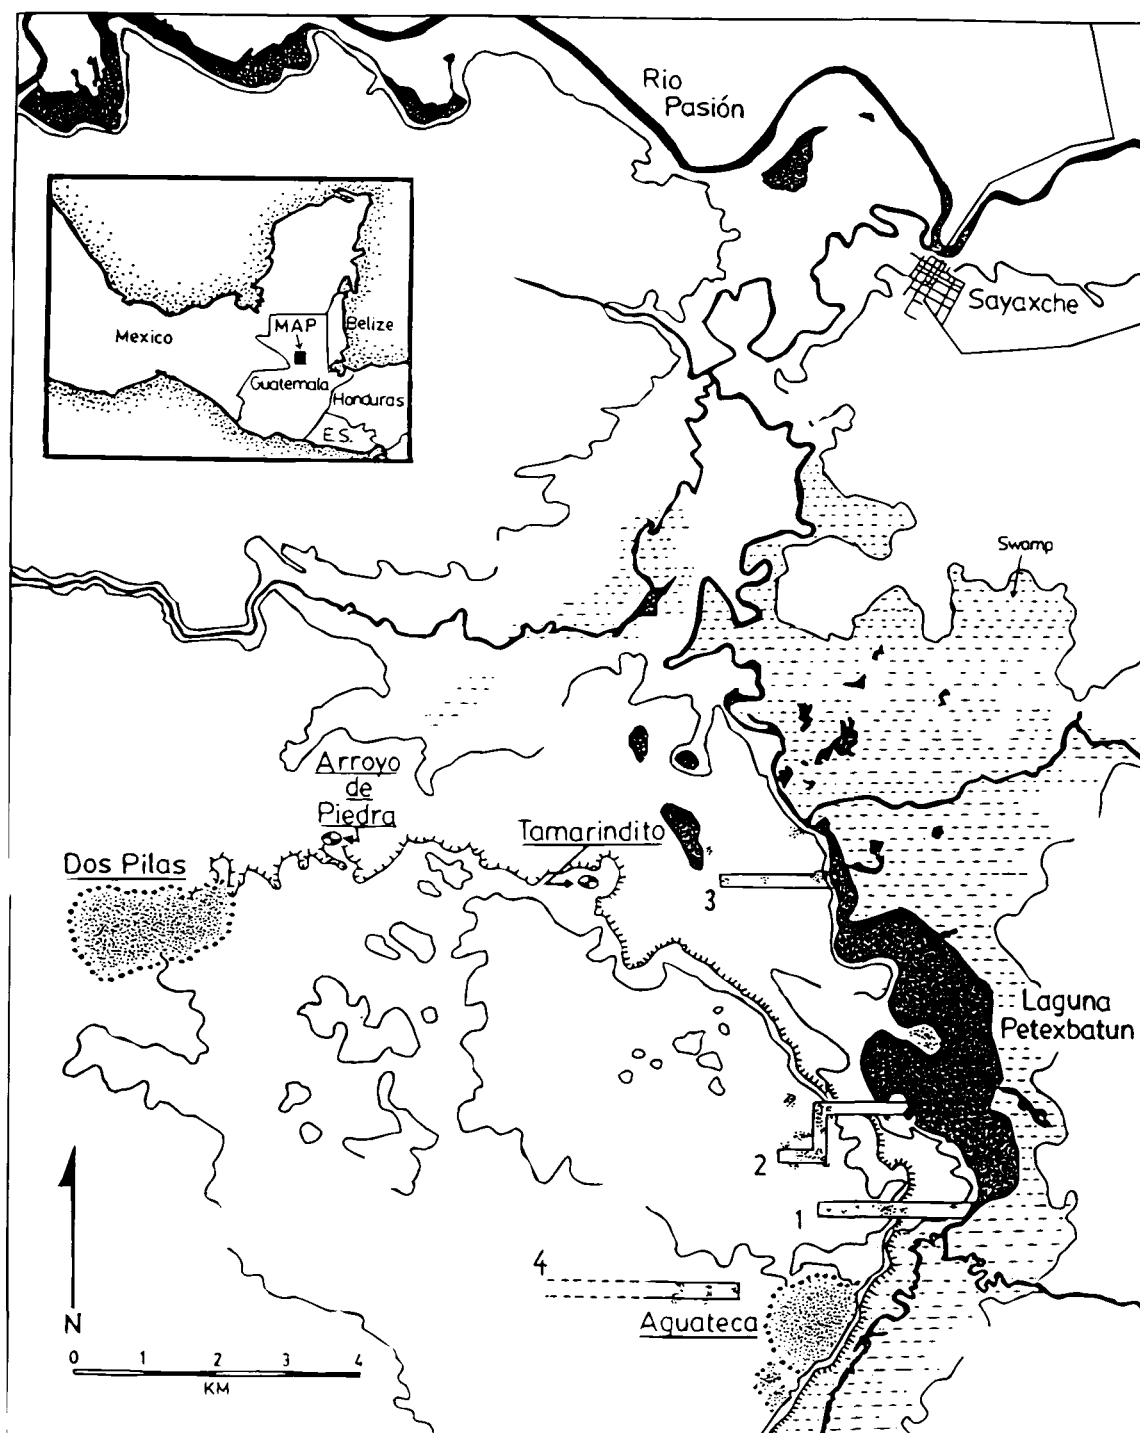 Rio
Pasión
Sayaxche
MAP
Mexico
Belize
Guatemala
Honduras
E.S.
Swamp
Arroyo
de
Piedra
Tamarindito
Dos Pilas
3
Laguna
Petexbatun
2
1
4
Aguateca
N
0 1 2 3 4
KM